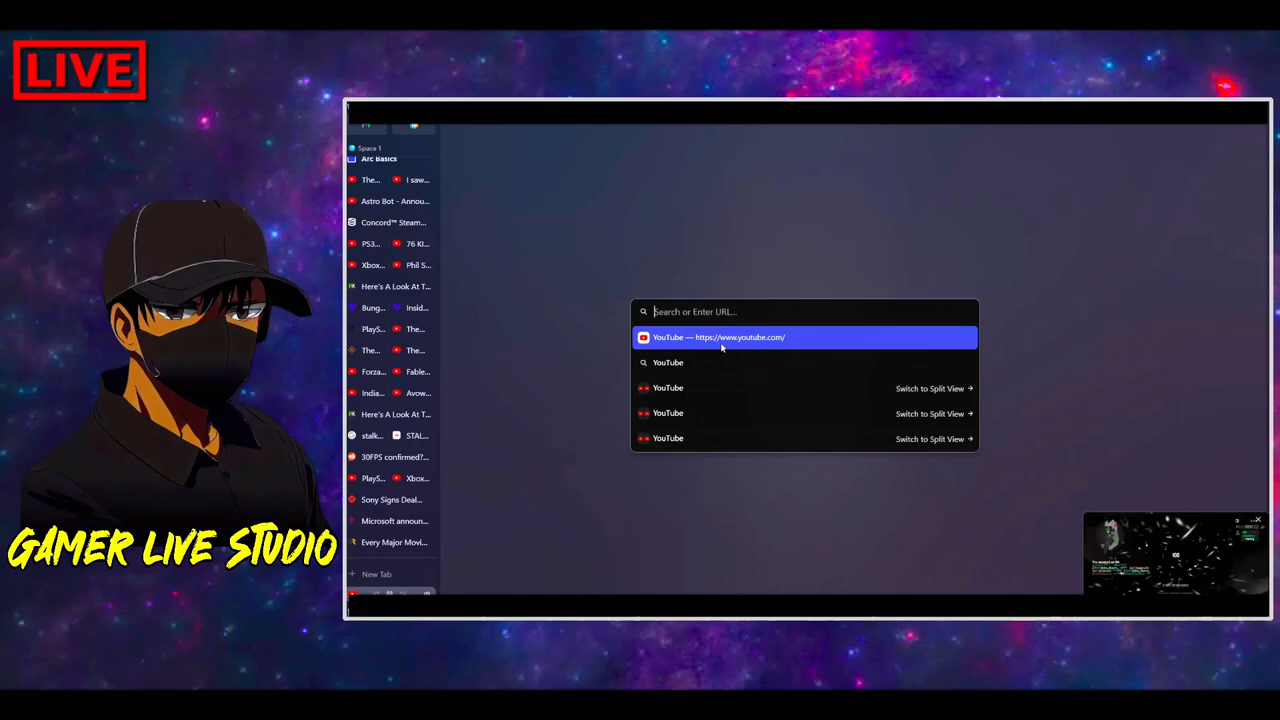 LIVE
Space 1
Arc Basics
The... I saw...
Astro Bot - Annou...
Concord™ Steam...
PS3... 76 KI...
Xbox... Phil S...
Here's A Look At T...
Bung... Insid...
PlayS... The...
The... The...
Forza... Fable...
India... Avow...
Here's A Look At T...
stalk... STAL...
30FPS confirmed?...
PlayS... Xbox...
Sony Signs Deal...
Microsoft announ...
Every Major Movi...
+ New Tab
Search or Enter URL...
YouTube — https://www.youtube.com/
YouTube
YouTube Switch to Split View →
YouTube Switch to Split View →
YouTube Switch to Split View →
100
GAMER LIVE STUDIO